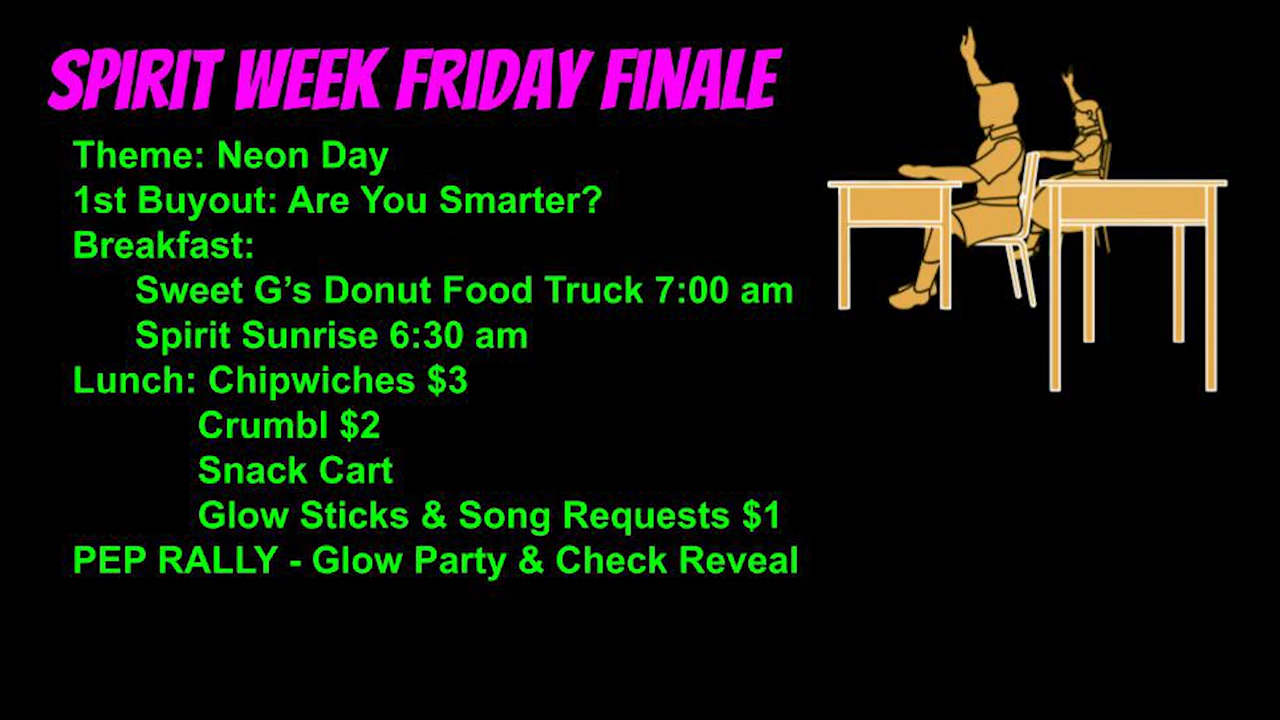 SPIRIT WEEK FRIDAY FINALE
Theme: Neon Day
1st Buyout: Are You Smarter?
Breakfast:
Sweet G’s Donut Food Truck 7:00 am
Spirit Sunrise 6:30 am
Lunch: Chipwiches $3
Crumbl $2
Snack Cart
Glow Sticks & Song Requests $1
PEP RALLY - Glow Party & Check Reveal